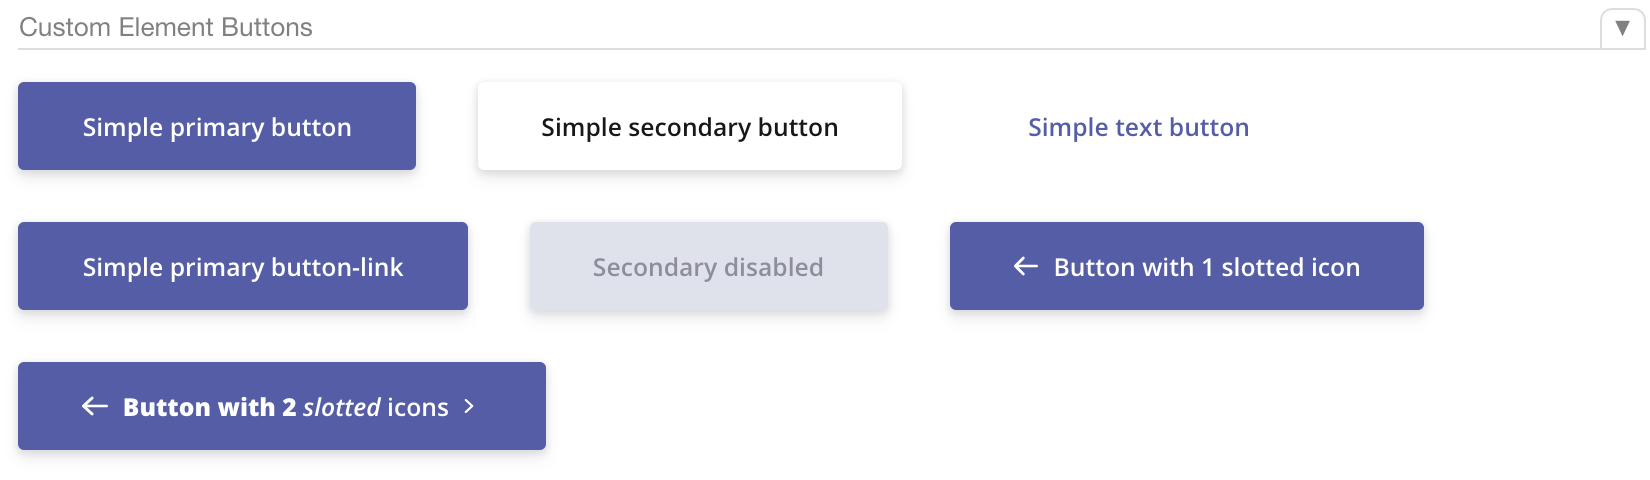 Custom Element Buttons ▼
Simple primary button
Simple secondary button
Simple text button
Simple primary button-link
Secondary disabled
← Button with 1 slotted icon
← Button with 2 slotted icons >